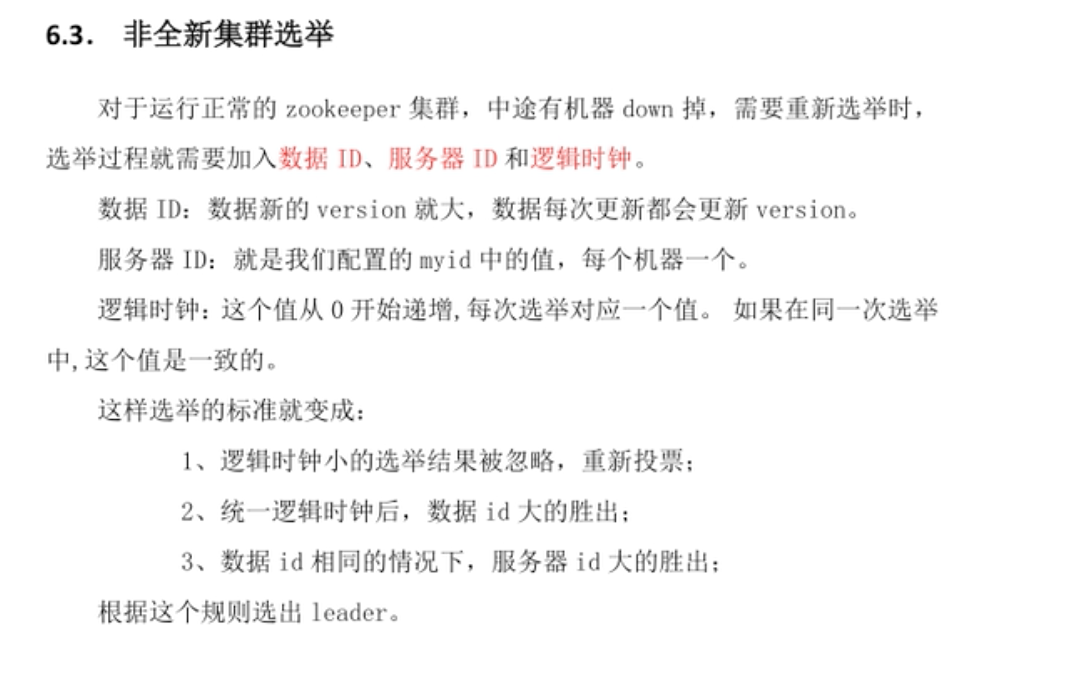 6.3. 非全新集群选举
对于运行正常的 zookeeper 集群，中途有机器 down 掉，需要重新选举时，
选举过程就需要加入数据 ID、服务器 ID 和逻辑时钟。
数据 ID：数据新的 version 就大，数据每次更新都会更新 version。
服务器 ID：就是我们配置的 myid 中的值，每个机器一个。
逻辑时钟：这个值从 0 开始递增,每次选举对应一个值。 如果在同一次选举
中,这个值是一致的。
这样选举的标准就变成：
1、逻辑时钟小的选举结果被忽略，重新投票；
2、统一逻辑时钟后，数据 id 大的胜出；
3、数据 id 相同的情况下，服务器 id 大的胜出；
根据这个规则选出 leader。